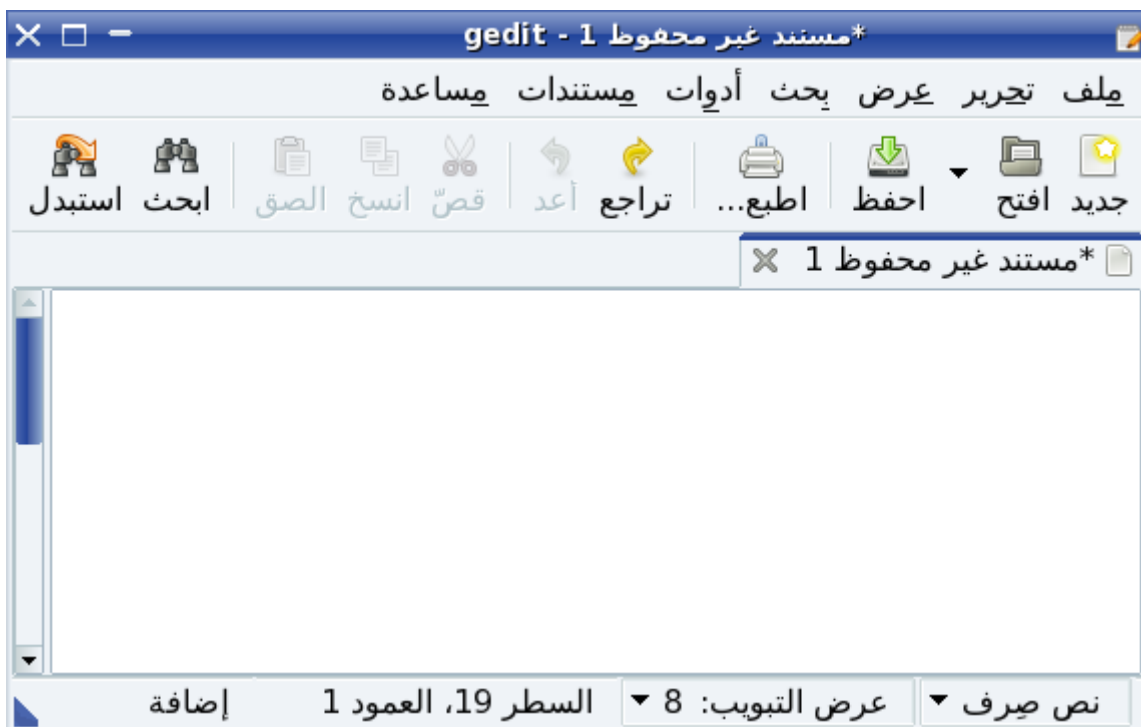 *مستند غير محفوظ 1 - gedit
ملف تحرير عرض بحث أدوات مستندات مساعدة
جديد افتح احفظ اطبع... تراجع أعد قصّ انسخ الصق ابحث استبدل
*مستند غير محفوظ 1
نص صِرف عرض التبويب: 8 السطر 19، العمود 1 إضافة